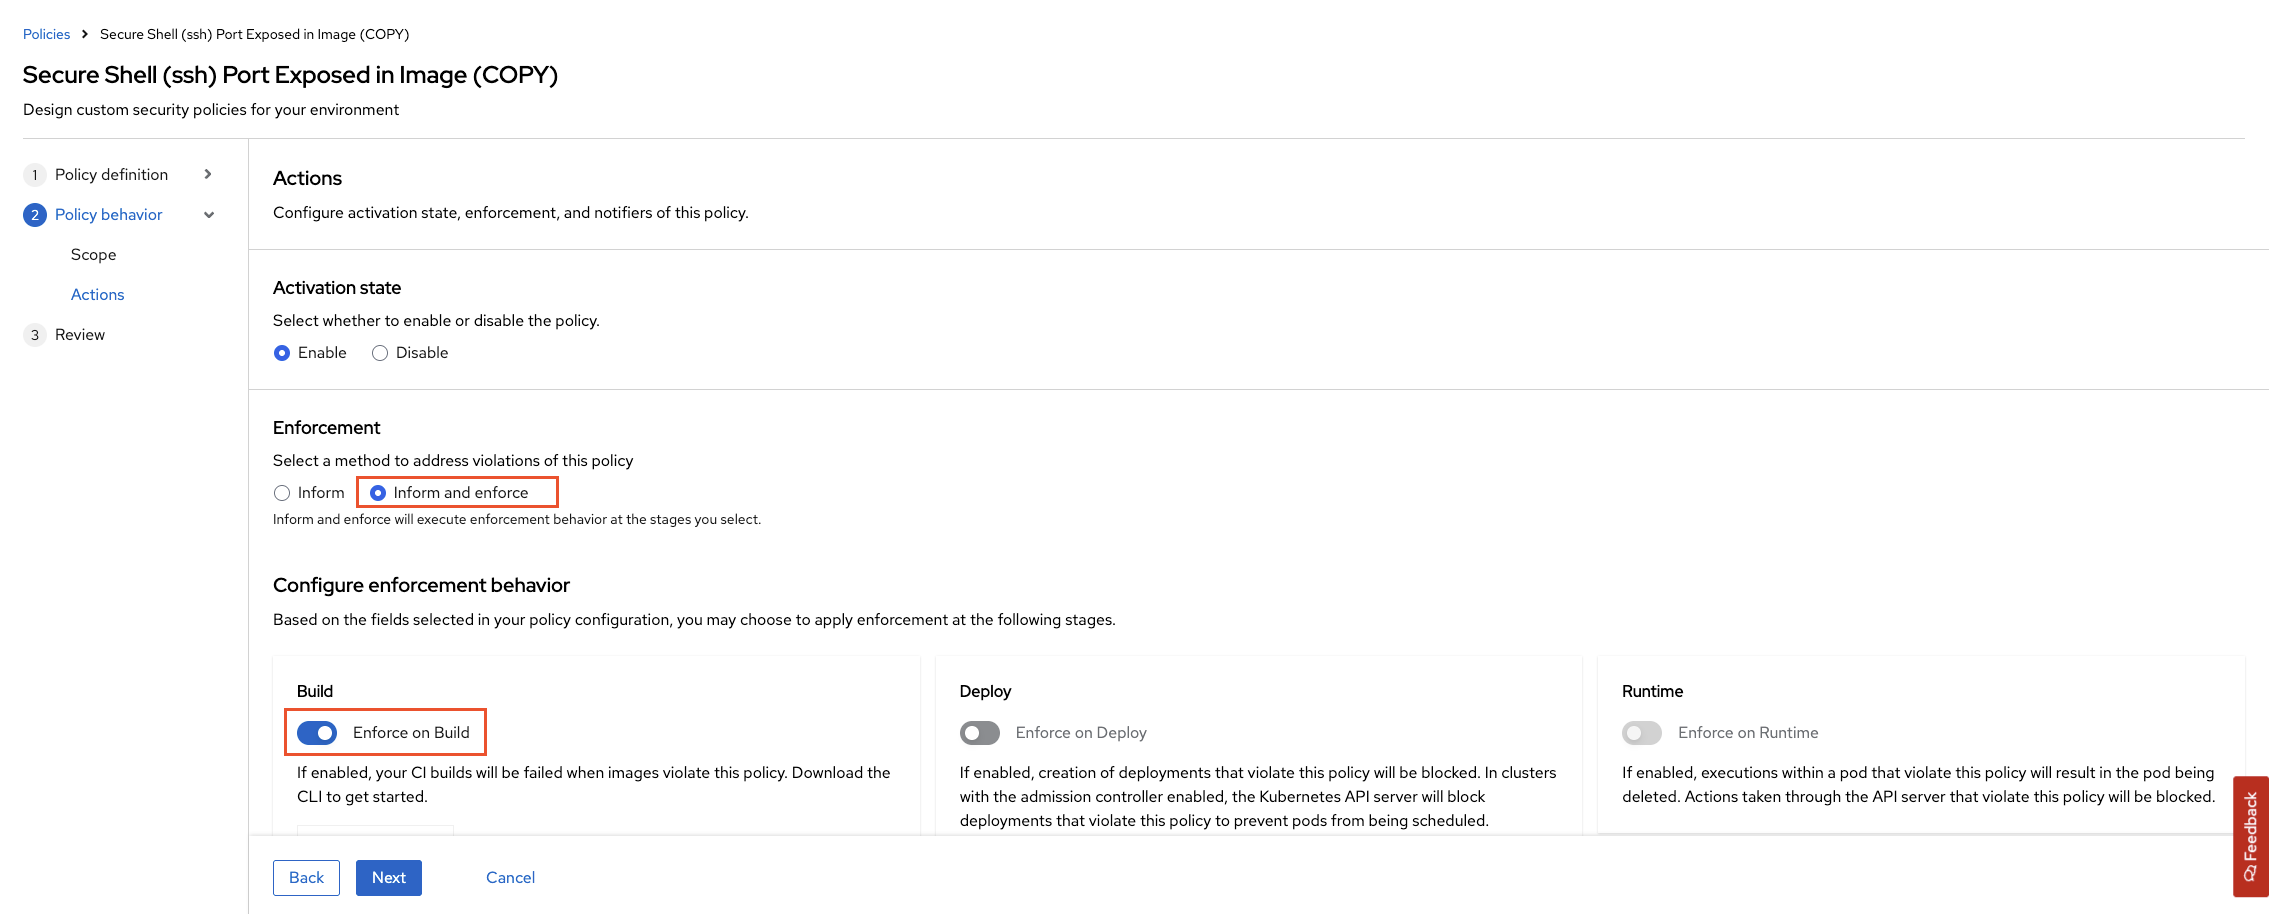 Policies > Secure Shell (ssh) Port Exposed in Image (COPY)
Secure Shell (ssh) Port Exposed in Image (COPY)
Design custom security policies for your environment
1 Policy definition
2 Policy behavior
Scope
Actions
3 Review
Actions
Configure activation state, enforcement, and notifiers of this policy.
Activation state
Select whether to enable or disable the policy.
Enable Disable
Enforcement
Select a method to address violations of this policy
Inform Inform and enforce
Inform and enforce will execute enforcement behavior at the stages you select.
Configure enforcement behavior
Based on the fields selected in your policy configuration, you may choose to apply enforcement at the following stages.
Build
Enforce on Build
If enabled, your CI builds will be failed when images violate this policy. Download the
CLI to get started.
Deploy
Enforce on Deploy
If enabled, creation of deployments that violate this policy will be blocked. In clusters
with the admission controller enabled, the Kubernetes API server will block
deployments that violate this policy to prevent pods from being scheduled.
Runtime
Enforce on Runtime
If enabled, executions within a pod that violate this policy will result in the pod being
deleted. Actions taken through the API server that violate this policy will be blocked.
Back Next Cancel
Feedback